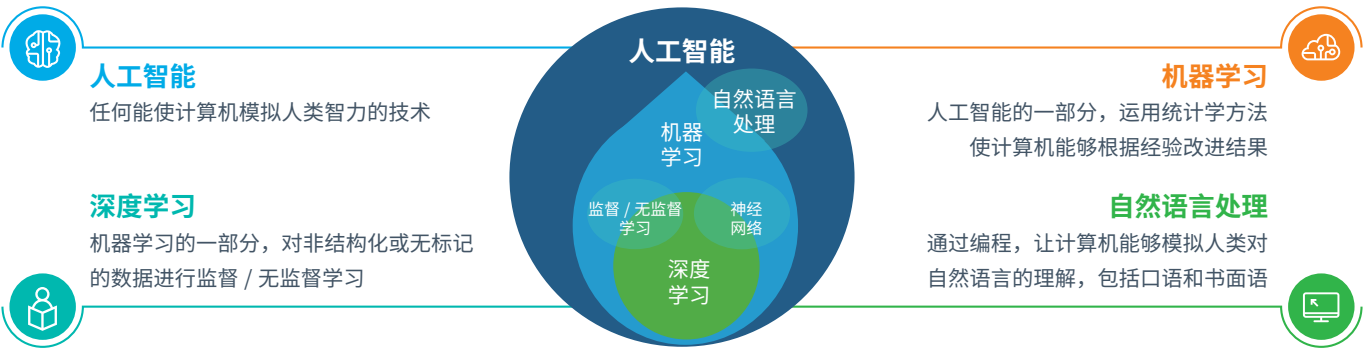 人工智能
任何能使计算机模拟人类智力的技术
深度学习
机器学习的一部分，对非结构化或无标记
的数据进行监督 / 无监督学习
人工智能
自然语言
处理
机器
学习
监督 / 无监督
学习
神经
网络
深度
学习
机器学习
人工智能的一部分，运用统计学方法
使计算机能够根据经验改进结果
自然语言处理
通过编程，让计算机能够模拟人类对
自然语言的理解，包括口语和书面语